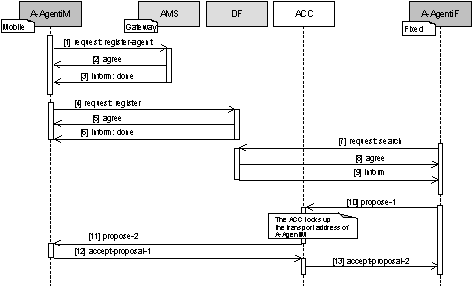 A-AgentM
AMS
DF
ACC
A-AgentF
Mobile
Gateway
Fixed
[1] request: register-agent
[2] agree
[3] inform: done
[4] request: register
[5] agree
[6] inform: done
[7] request: search
[8] agree
[9] inform
[10] propose-1
The ACC looks up
the transport address of
A-AgentM
[11] propose-2
[12] accept-proposal-1
[13] accept-proposal-2